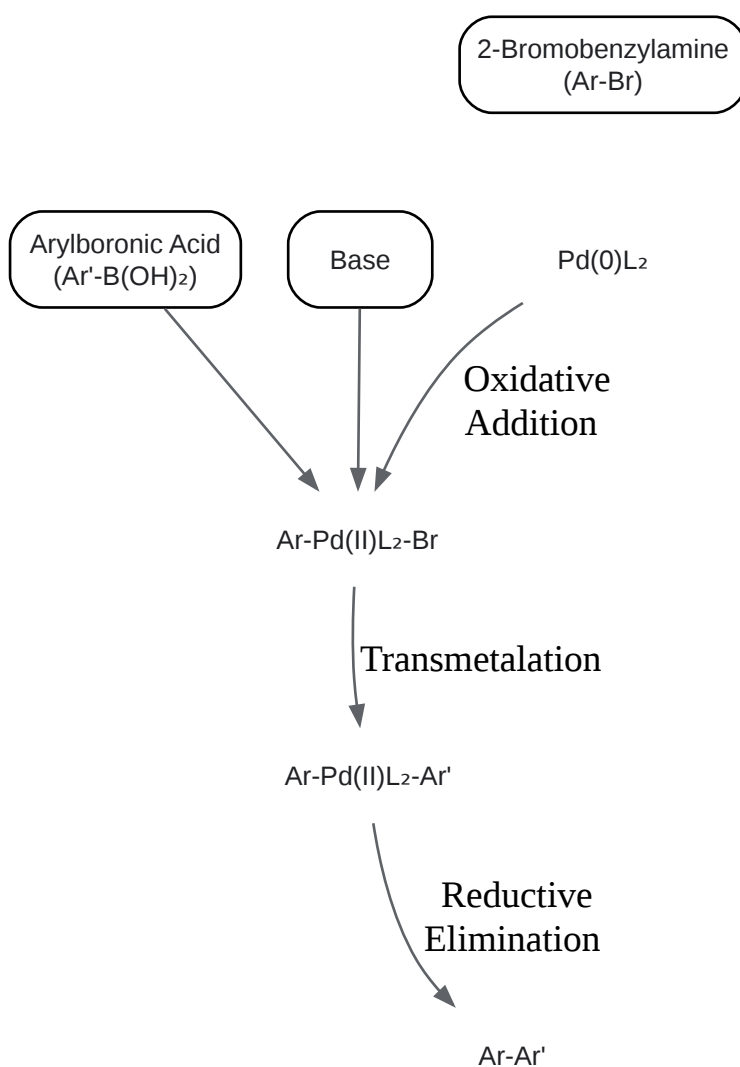 2-Bromobenzylamine
(Ar-Br)
Arylboronic Acid
(Ar'-B(OH)₂)
Base
Pd(0)L₂
Oxidative
Addition
Ar-Pd(II)L₂-Br
Transmetalation
Ar-Pd(II)L₂-Ar'
Reductive
Elimination
Ar-Ar'